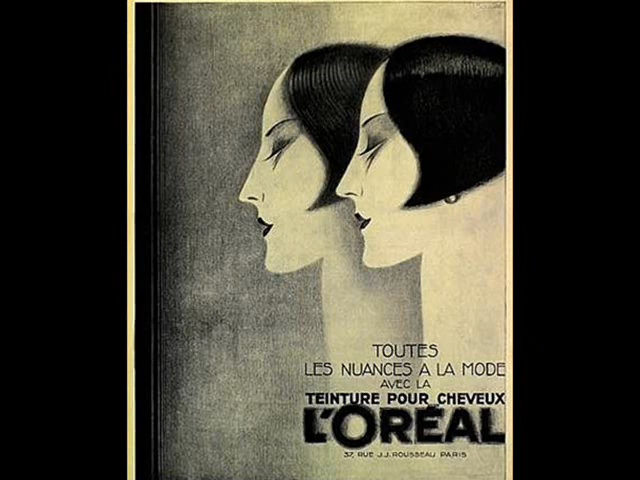 TOUTES
LES NUANCES A LA MODE
AVEC LA
TEINTURE POUR CHEVEUX
L'ORÉAL
37, RUE J.J. ROUSSEAU PARIS